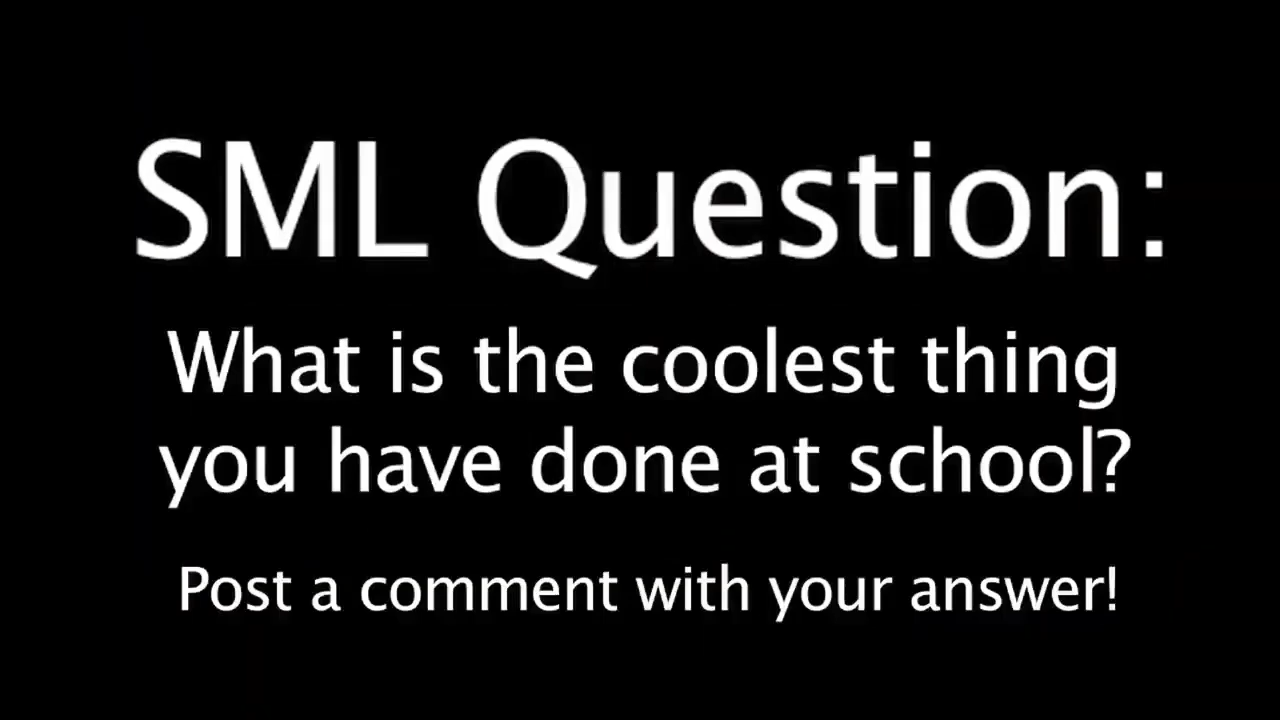 SML Question:
What is the coolest thing
you have done at school?
Post a comment with your answer!